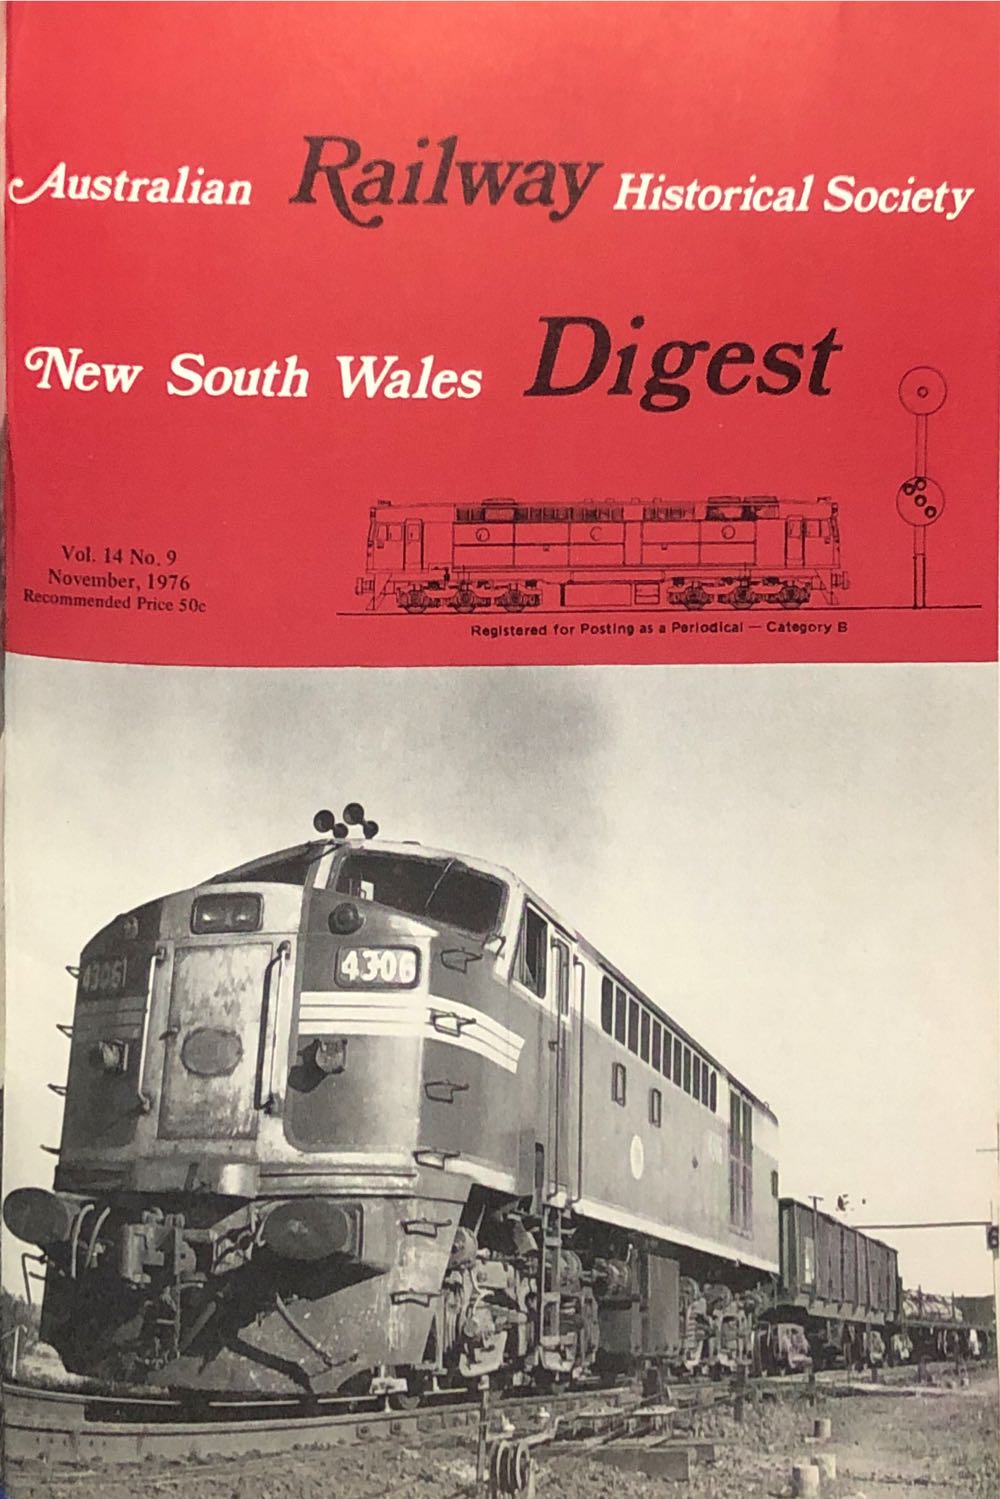 Australian Railway Historical Society
New South Wales Digest
Vol. 14 No. 9
November, 1976
Recommended Price 50c
Registered for Posting as a Periodical — Category B
4306
4306